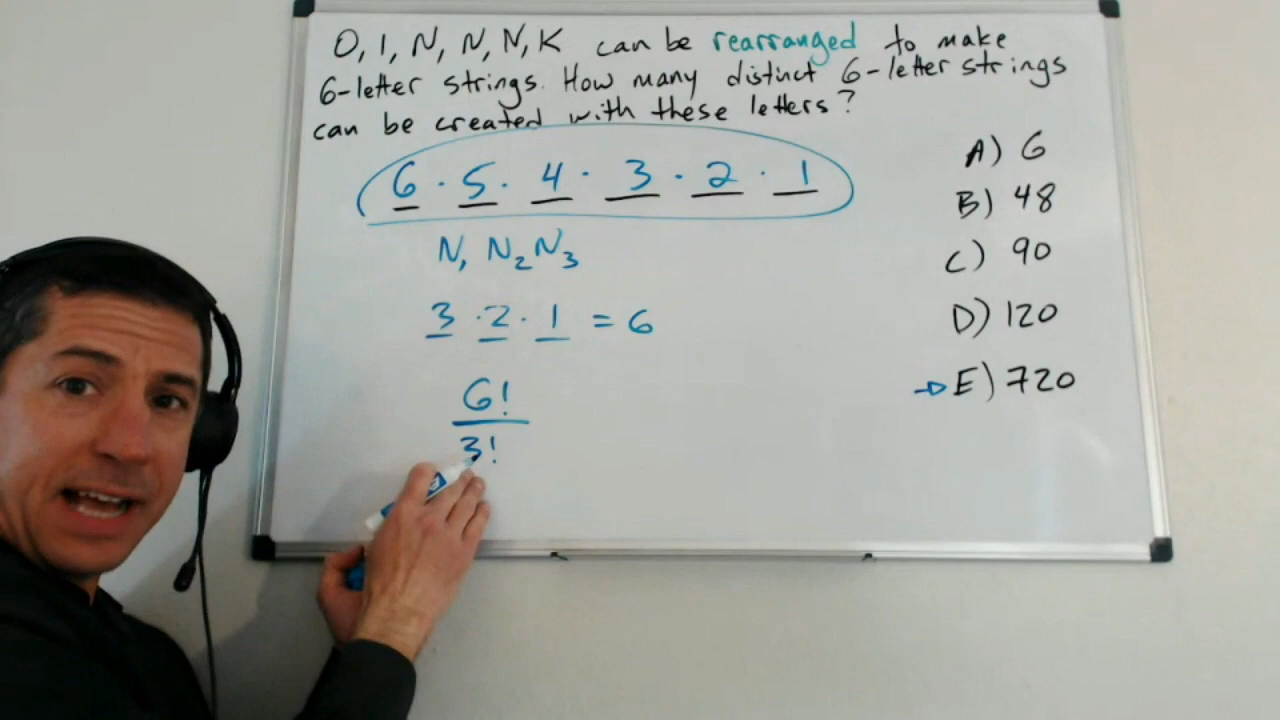 O, I, N, N, N, K can be rearranged to make
6-letter strings. How many distinct 6-letter strings
can be created with these letters?
6 · 5 · 4 · 3 · 2 · 1
N₁ N₂ N₃
3 · 2 · 1 = 6
6!
3!
A) 6
B) 48
C) 90
D) 120
→ E) 720